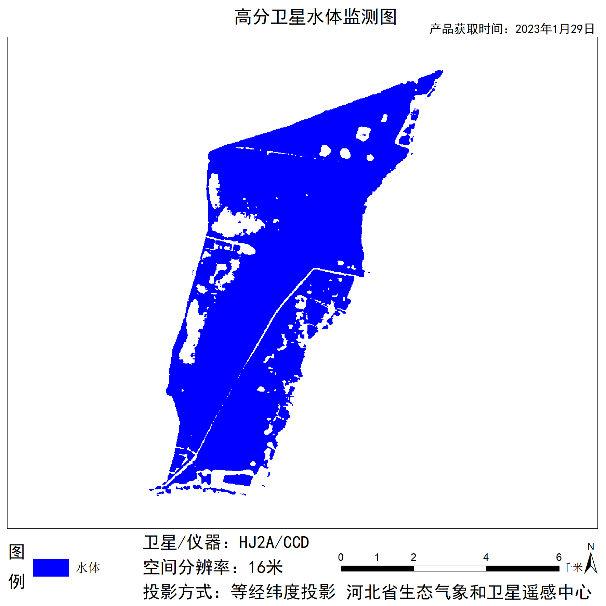 高分卫星水体监测图
产品获取时间：2023年1月29日
图例
水体
卫星/仪器：HJ2A/CCD
空间分辨率：16米
投影方式：等经纬度投影 河北省生态气象和卫星遥感中心
0 1 2 4 6 千米
N